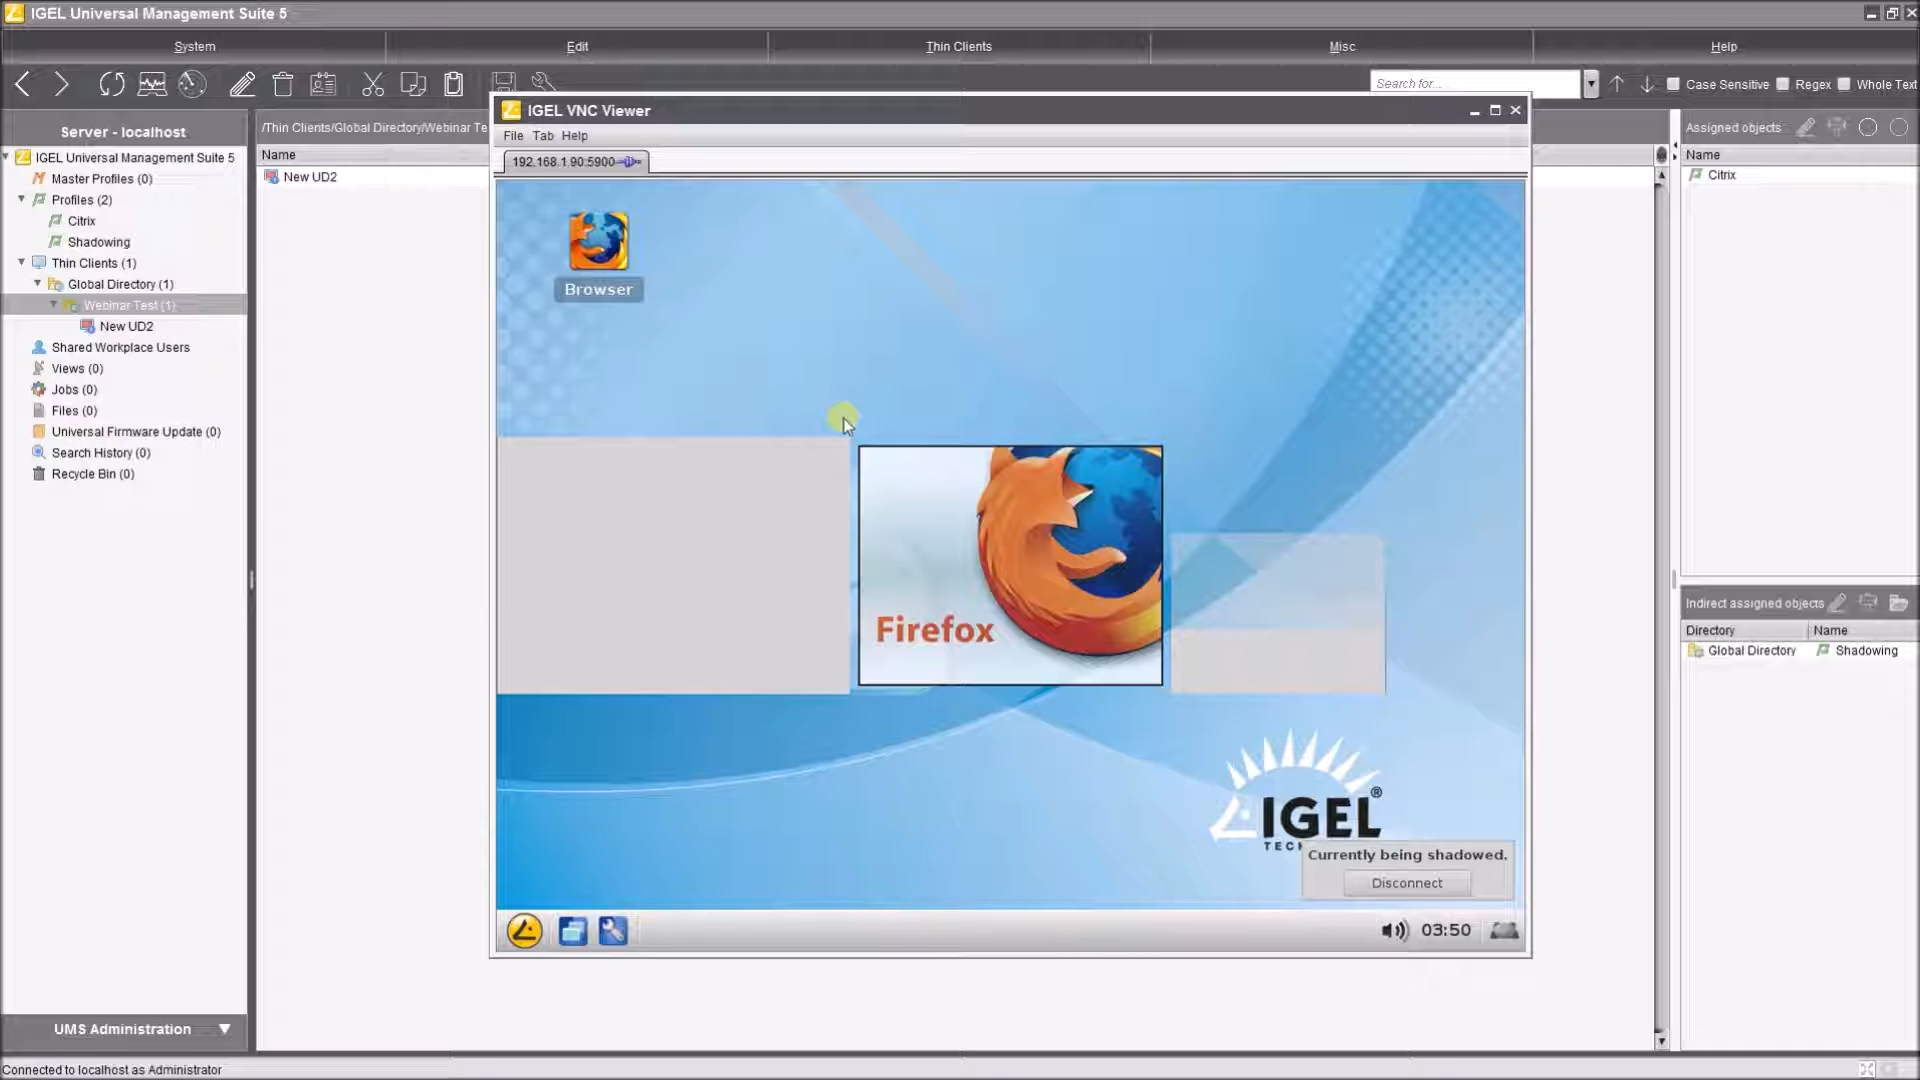 IGEL Universal Management Suite 5
System
Edit
Thin Clients
Misc
Help
Search for...
Case Sensitive
Regex
Whole Text
Server - localhost
IGEL Universal Management Suite 5
Master Profiles (0)
Profiles (2)
Citrix
Shadowing
Thin Clients (1)
Global Directory (1)
Webinar Test (1)
New UD2
Shared Workplace Users
Views (0)
Jobs (0)
Files (0)
Universal Firmware Update (0)
Search History (0)
Recycle Bin (0)
UMS Administration
Connected to localhost as Administrator
/Thin Clients/Global Directory/Webinar Te
Name
New UD2
IGEL VNC Viewer
File Tab Help
192.168.1.90:5900
Browser
Firefox
IGEL®
TECH
Currently being shadowed.
Disconnect
03:50
Assigned objects
Name
Citrix
Indirect assigned objects
Directory Name
Global Directory Shadowing